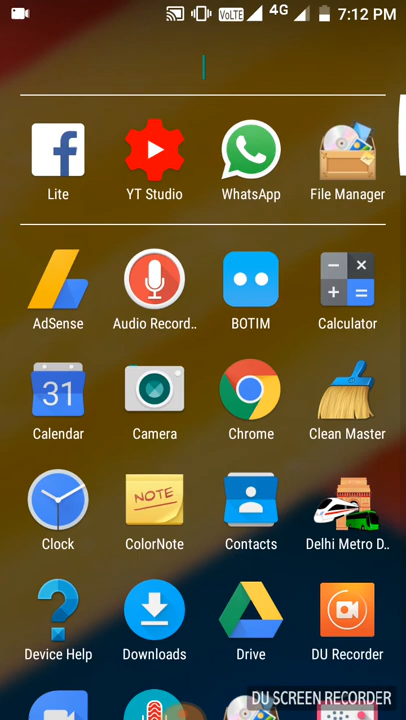 VoLTE 4G 7:12 PM
Lite YT Studio WhatsApp File Manager
AdSense Audio Record.. BOTIM Calculator
31
Calendar Camera Chrome Clean Master
NOTE
Clock ColorNote Contacts Delhi Metro D..
Device Help Downloads Drive DU Recorder
DU SCREEN RECORDER